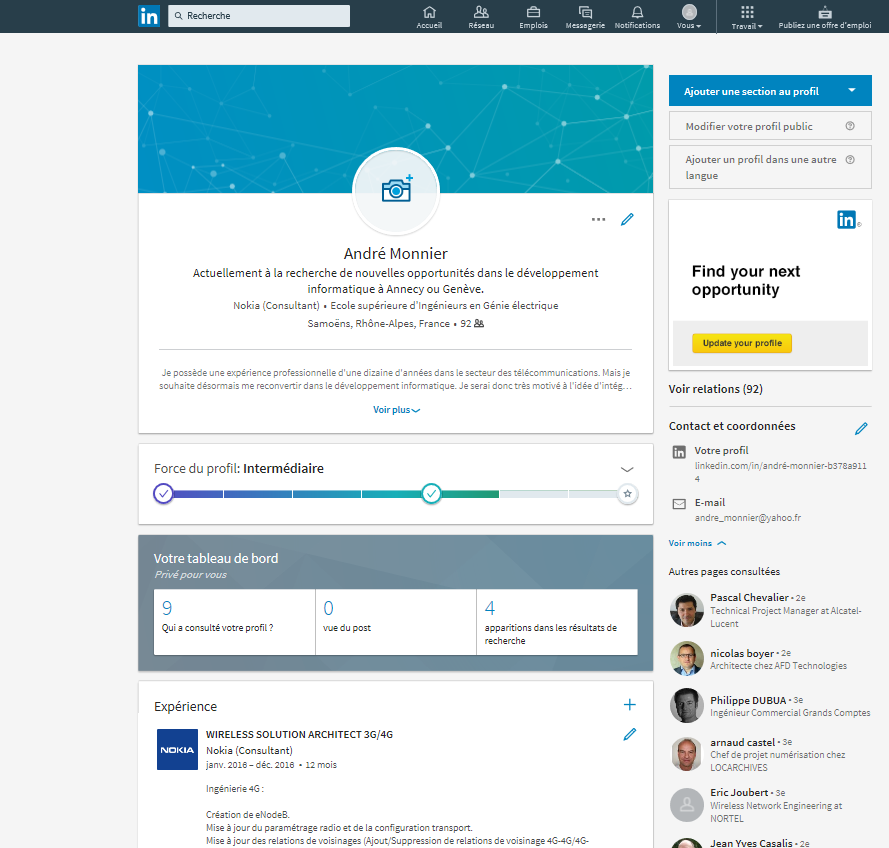 in
Recherche
Accueil
Réseau
Emplois
Messagerie
Notifications
Vous
Travail
Publiez une offre d'emploi
André Monnier
Actuellement à la recherche de nouvelles opportunités dans le développement
informatique à Annecy ou Genève.
Nokia (Consultant) • Ecole supérieure d'Ingénieurs en Génie électrique
Samoëns, Rhône-Alpes, France • 92
Je possède une expérience professionnelle d'une dizaine d'années dans le secteur des télécommunications. Mais je
souhaite désormais me reconvertir dans le développement informatique. Je serai donc très motivé à l'idée d'intég...
Voir plus
Force du profil: Intermédiaire
Votre tableau de bord
Privé pour vous
9
Qui a consulté votre profil ?
0
vue du post
4
apparitions dans les résultats de
recherche
Expérience
NOKIA
WIRELESS SOLUTION ARCHITECT 3G/4G
Nokia (Consultant)
janv. 2016 – déc. 2016 • 12 mois
Ingénierie 4G :
Création de eNodeB.
Mise à jour du paramétrage radio et de la configuration transport.
Mise à jour des relations de voisinages (Ajout/Suppression de relations de voisinage 4G-4G/4G-
Ajouter une section au profil
Modifier votre profil public
Ajouter un profil dans une autre
langue
in
Find your next
opportunity
Update your profile
Voir relations (92)
Contact et coordonnées
Votre profil
linkedin.com/in/andré-monnier-b378a911
4
E-mail
andre_monnier@yahoo.fr
Voir moins
Autres pages consultées
Pascal Chevalier • 2e
Technical Project Manager at Alcatel-
Lucent
nicolas boyer • 2e
Architecte chez AFD Technologies
Philippe DUBUA • 3e
Ingénieur Commercial Grands Comptes
arnaud castel • 3e
Chef de projet numérisation chez
LOCARCHIVES
Eric Joubert • 3e
Wireless Network Engineering at
NORTEL
Jean Yves Casalis • 2e